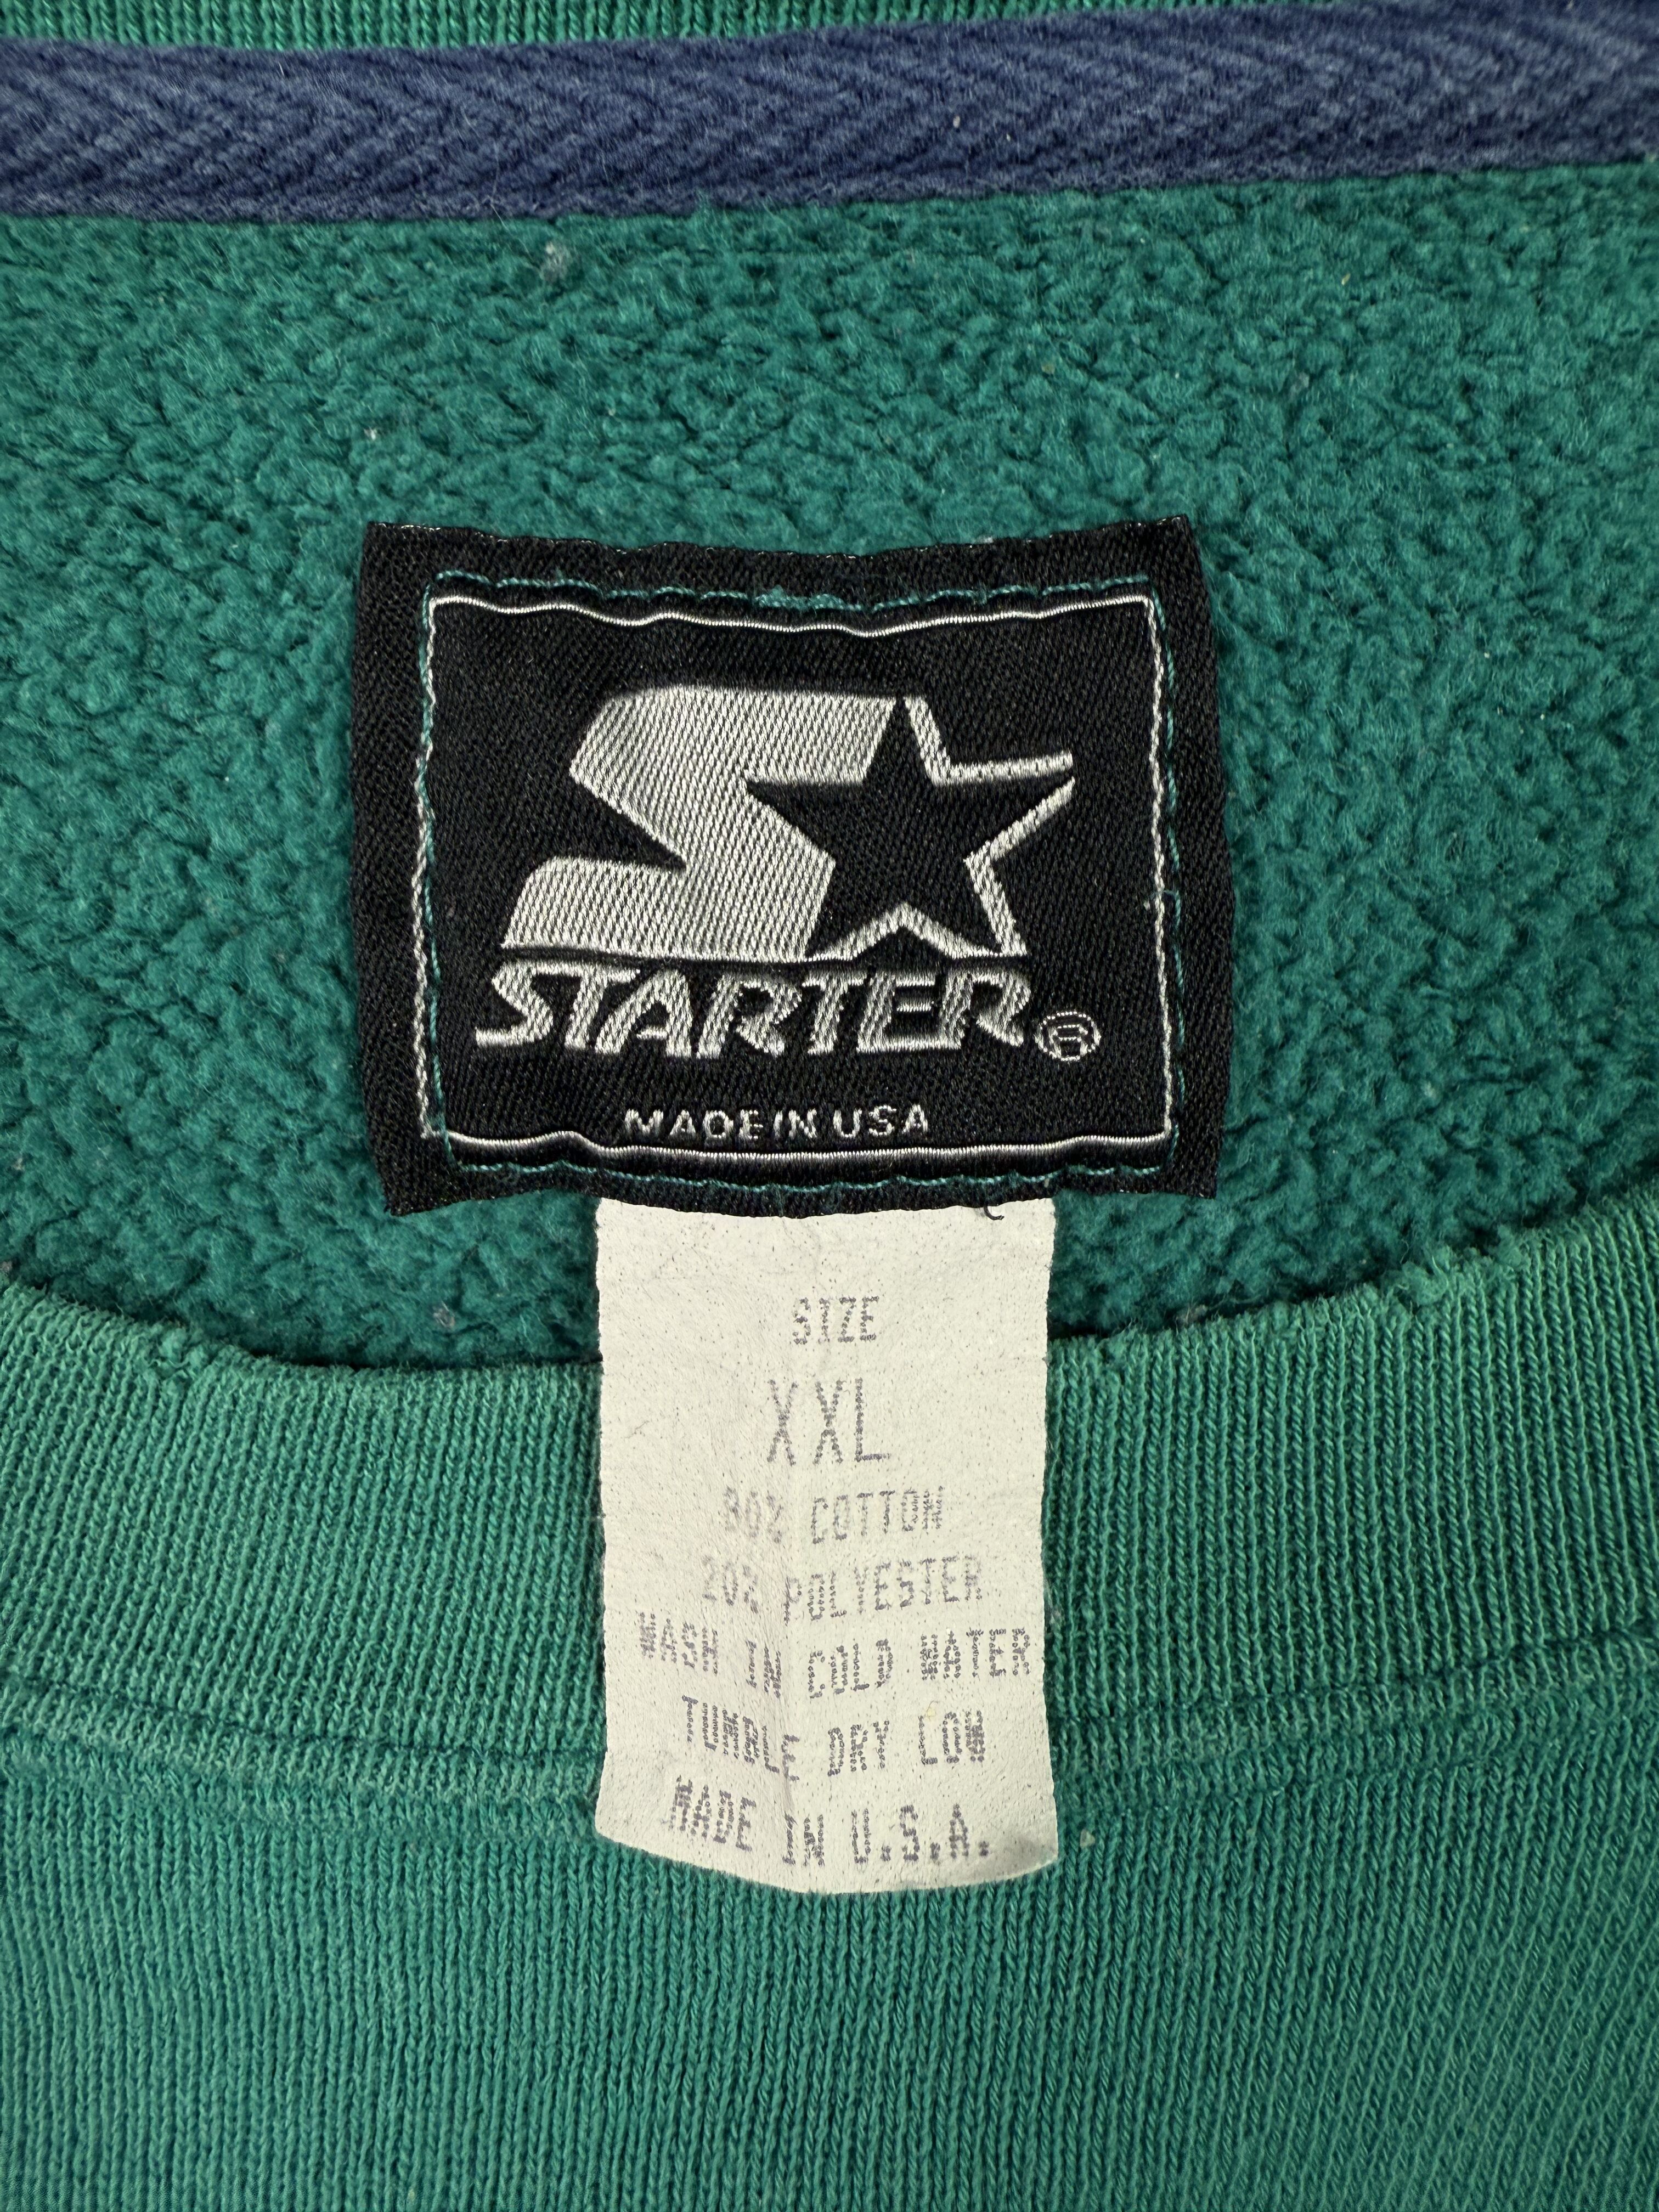 STARTER®
MADE IN USA
SIZE
XXL
80% COTTON
20% POLYESTER
WASH IN COLD WATER
TUMBLE DRY LOW
MADE IN U.S.A.